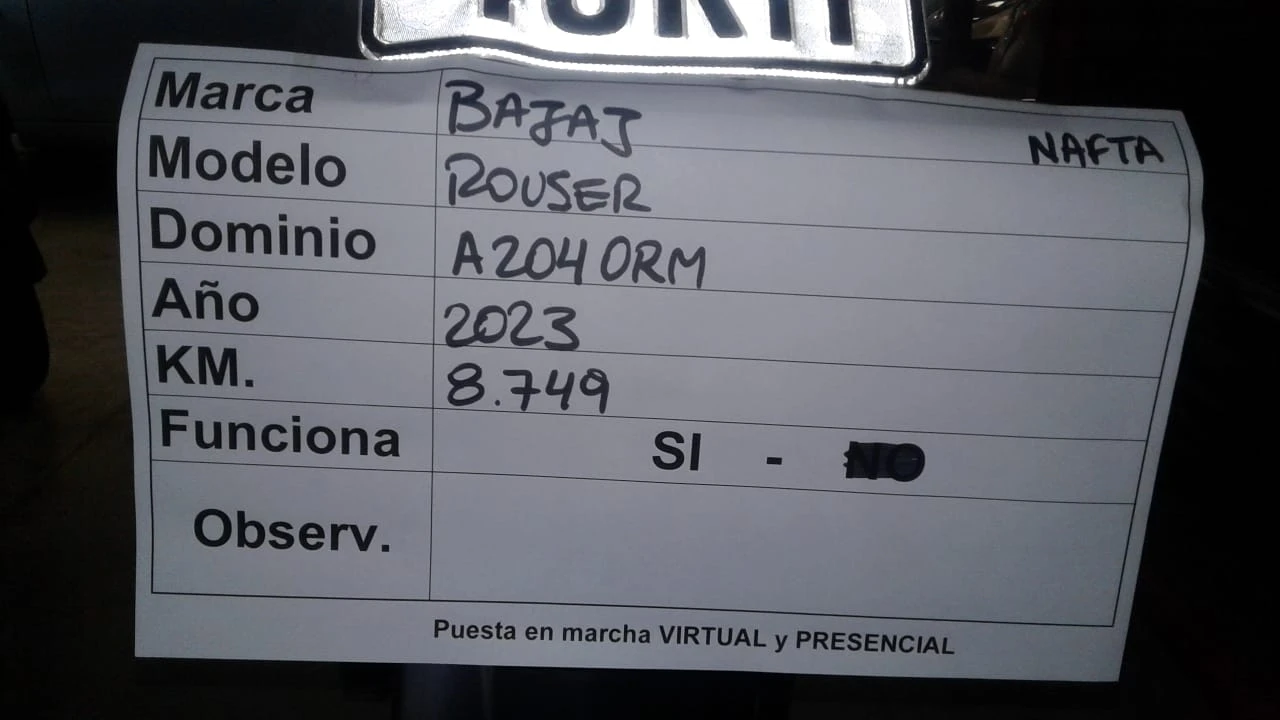 Marca BAJAJ NAFTA
Modelo ROUSER
Dominio A204ORM
Año 2023
KM. 8.749
Funciona SI - NO
Observ.
Puesta en marcha VIRTUAL y PRESENCIAL